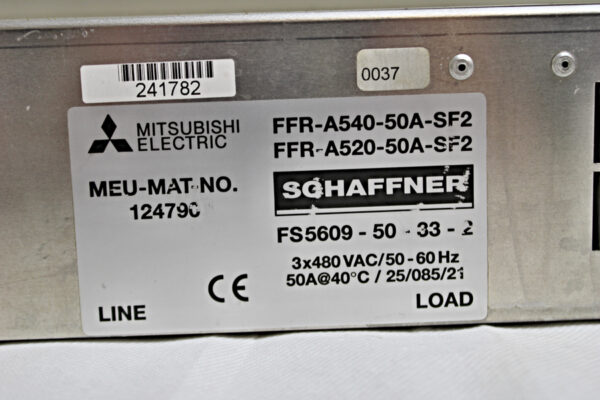 241782
0037
MITSUBISHI
ELECTRIC
FFR-A540-50A-SF2
FFR-A520-50A-SF2
MEU-MAT-NO.
124790
SCHAFFNER
FS5609 - 50 - 33 - 2
3x480 VAC/50 - 60 Hz
50A@40°C / 25/085/21
CE
LINE
LOAD